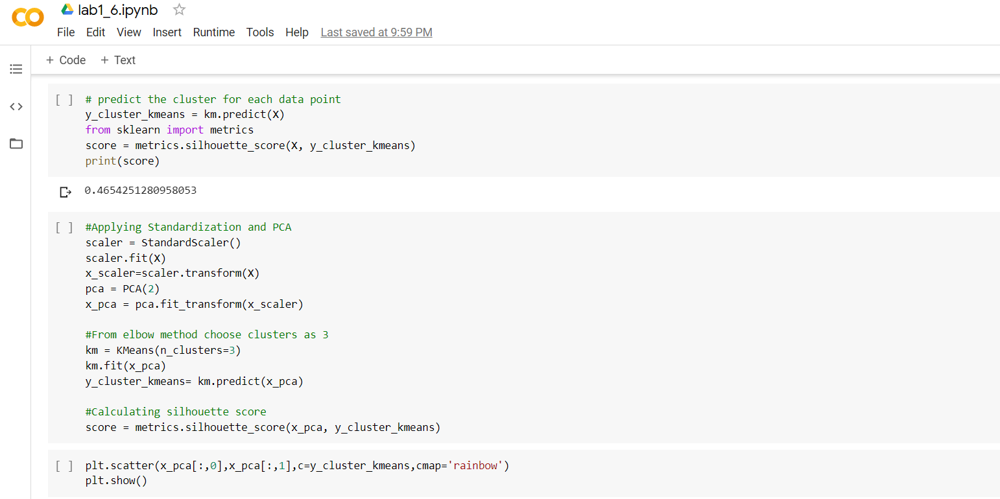 lab1_6.ipynb
File Edit View Insert Runtime Tools Help Last saved at 9:59 PM
+ Code + Text
[ ] # predict the cluster for each data point
y_cluster_kmeans = km.predict(X)
from sklearn import metrics
score = metrics.silhouette_score(X, y_cluster_kmeans)
print(score)
0.4654251280958053
[ ] #Applying Standardization and PCA
scaler = StandardScaler()
scaler.fit(X)
x_scaler=scaler.transform(X)
pca = PCA(2)
x_pca = pca.fit_transform(x_scaler)
#From elbow method choose clusters as 3
km = KMeans(n_clusters=3)
km.fit(x_pca)
y_cluster_kmeans= km.predict(x_pca)
#Calculating silhouette score
score = metrics.silhouette_score(x_pca, y_cluster_kmeans)
[ ] plt.scatter(x_pca[:,0],x_pca[:,1],c=y_cluster_kmeans,cmap='rainbow')
plt.show()